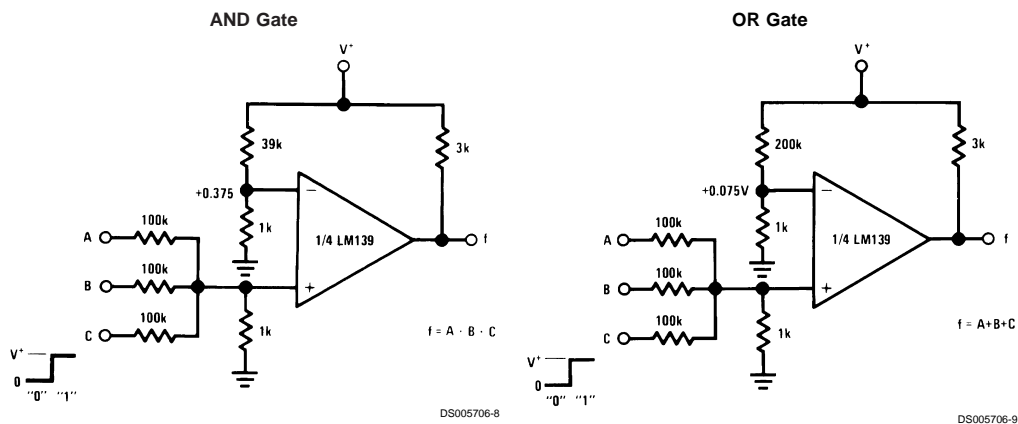 AND Gate
V+
39k
3k
+0.375
100k
1k
A
1/4 LM139
f
100k
B
100k
1k
C
f = A · B · C
V+
0
"0" "1"
DS005706-8
OR Gate
V+
200k
3k
+0.075V
100k
1k
A
1/4 LM139
f
100k
B
100k
1k
C
f = A+B+C
V+
0
"0" "1"
DS005706-9